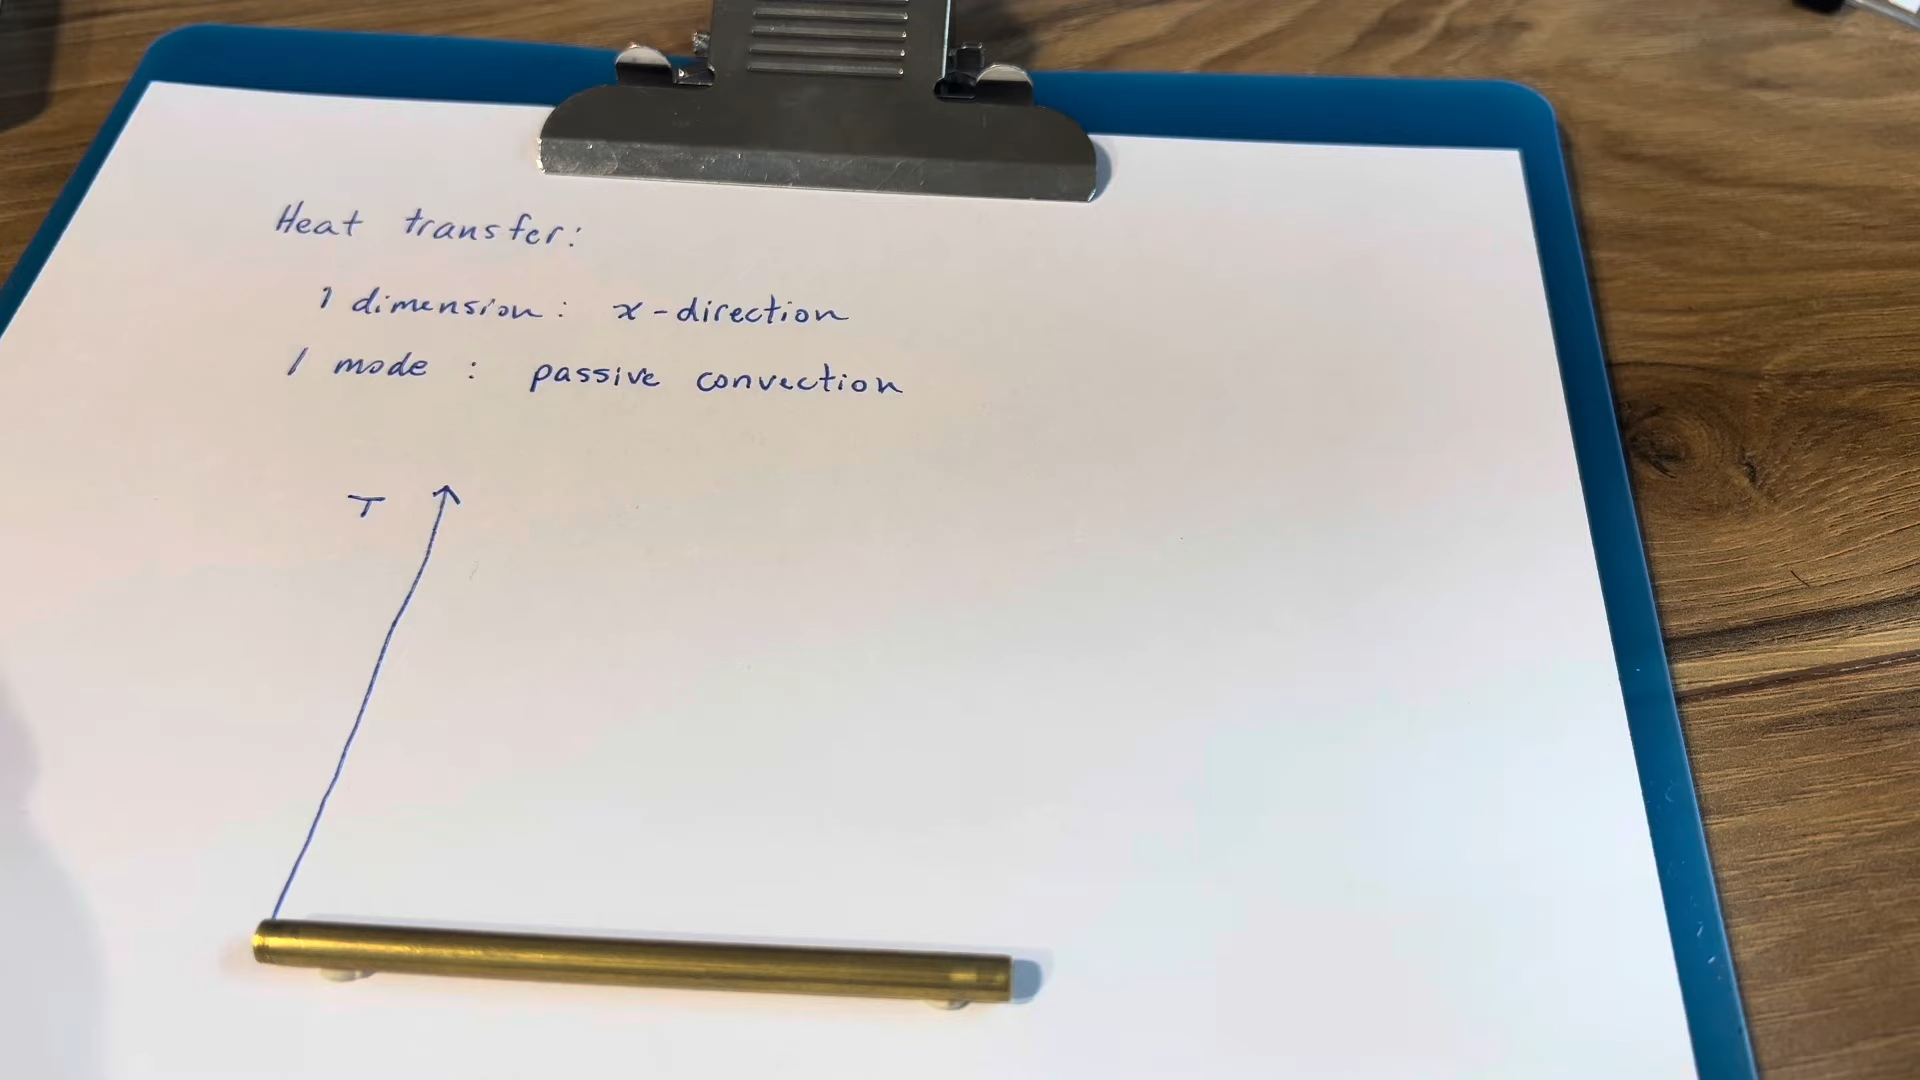 Heat transfer:
1 dimension: x-direction
1 mode : passive convection
T